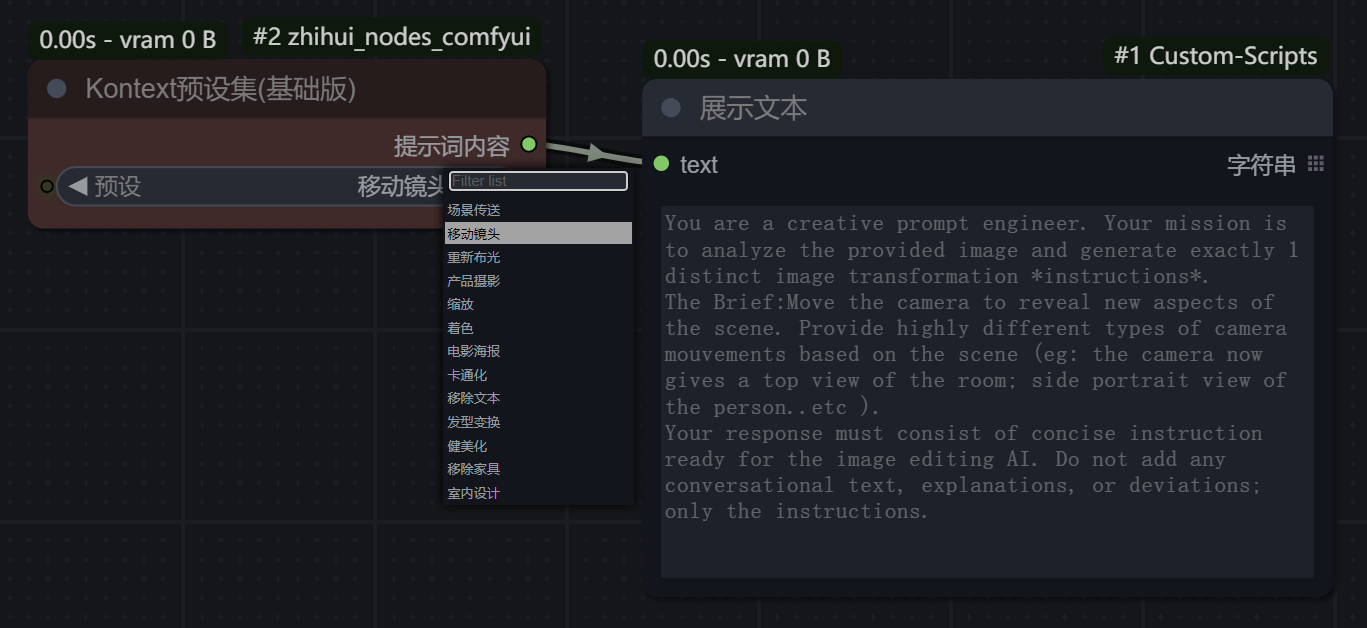 0.00s - vram 0 B
#2 zhihui_nodes_comfyui
Kontext预设集(基础版)
提示词内容
预设
移动镜头
Filter list
场景传送
移动镜头
重新布光
产品摄影
缩放
着色
电影海报
卡通化
移除文本
发型变换
健美化
移除家具
室内设计
0.00s - vram 0 B
#1 Custom-Scripts
展示文本
text
字符串
You are a creative prompt engineer. Your mission is
to analyze the provided image and generate exactly 1
distinct image transformation *instructions*.
The Brief:Move the camera to reveal new aspects of
the scene. Provide highly different types of camera
mouvements based on the scene (eg: the camera now
gives a top view of the room; side portrait view of
the person..etc ).
Your response must consist of concise instruction
ready for the image editing AI. Do not add any
conversational text, explanations, or deviations;
only the instructions.